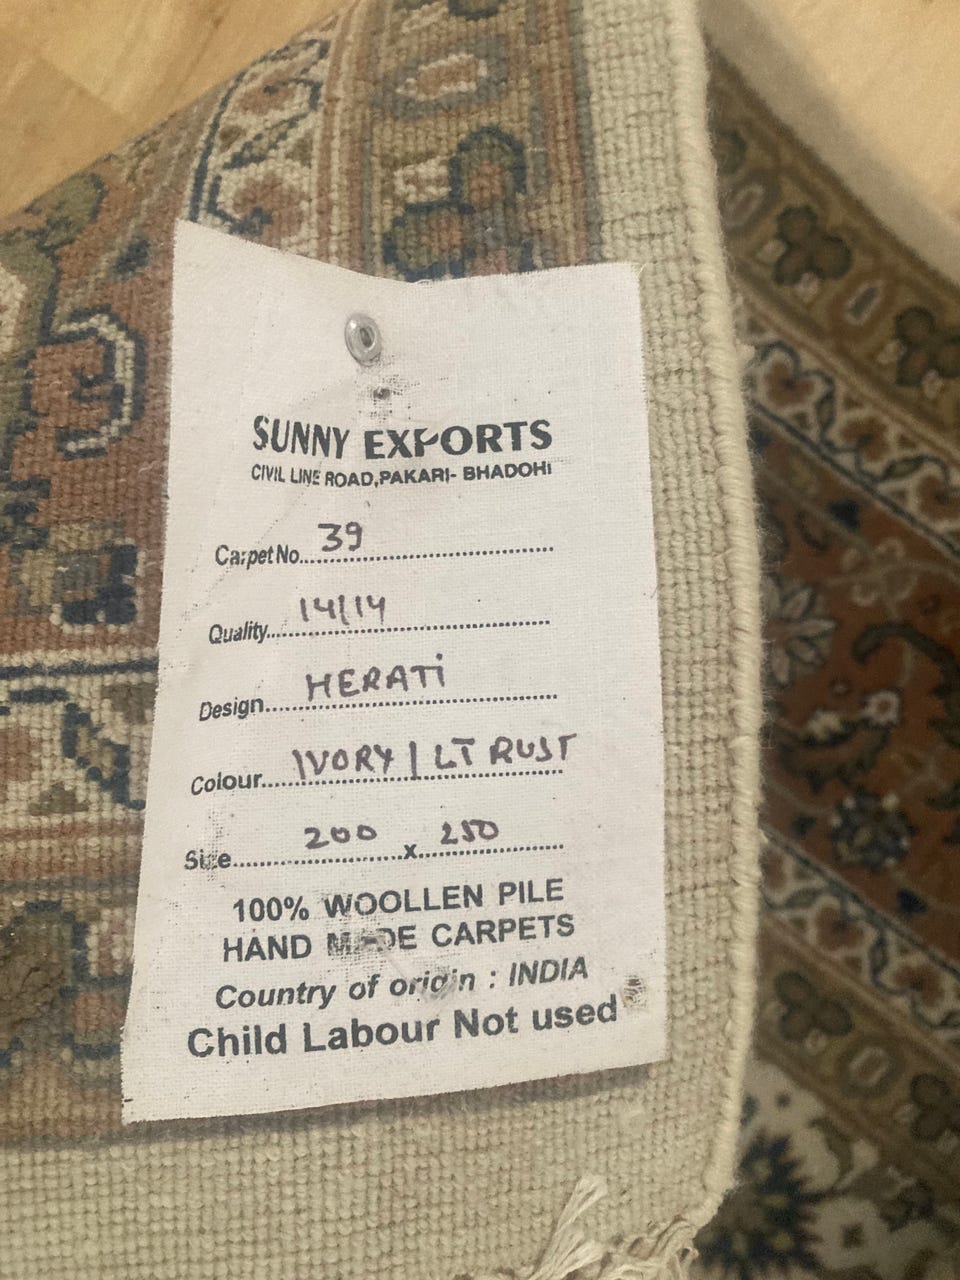 SUNNY EXPORTS
CIVIL LINE ROAD,PAKARI- BHADOHI
Carpet No. 39
Quality 14/14
Design HERATI
Colour IVORY / LT RUST
Size 200 x 250
100% WOOLLEN PILE
HAND MADE CARPETS
Country of origin : INDIA
Child Labour Not used